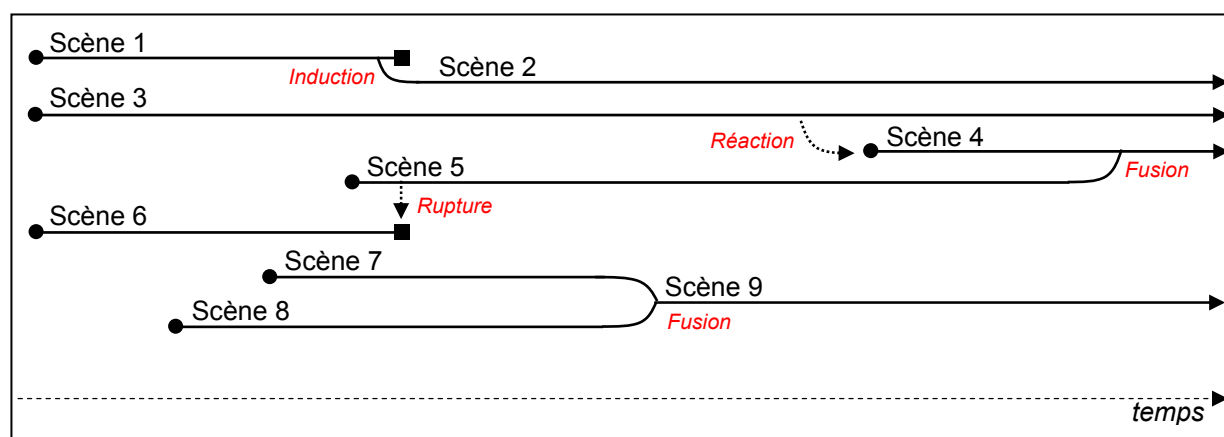 Scène 1
Induction
Scène 2
Scène 3
Réaction
Scène 4
Fusion
Scène 5
Rupture
Scène 6
Scène 7
Scène 8
Scène 9
Fusion
temps